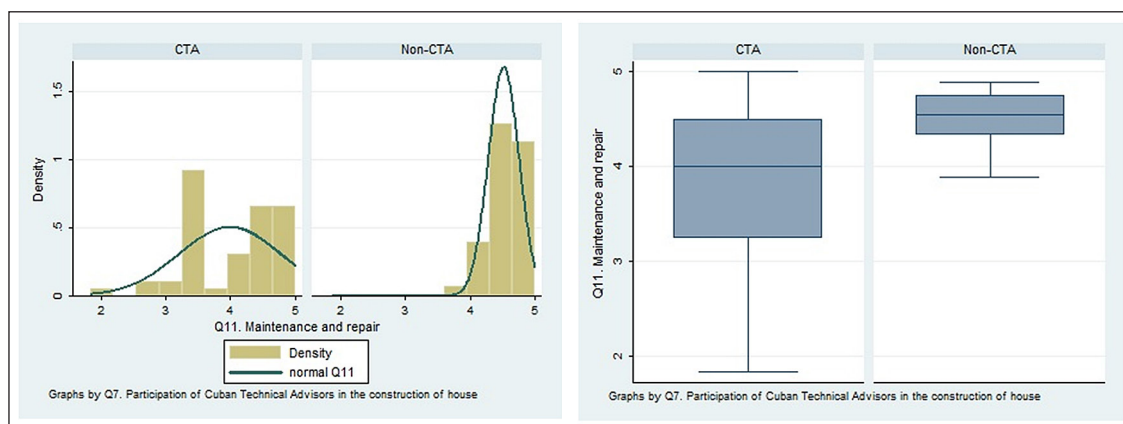 CTA
Non-CTA
1.5
1
.5
0
Density
2 3 4 5
2 3 4 5
Q11. Maintenance and repair
Density
normal Q11
Graphs by Q7. Participation of Cuban Technical Advisors in the construction of house
CTA
Non-CTA
5
4
3
2
Q11. Maintenance and repair
Graphs by Q7. Participation of Cuban Technical Advisors in the construction of house